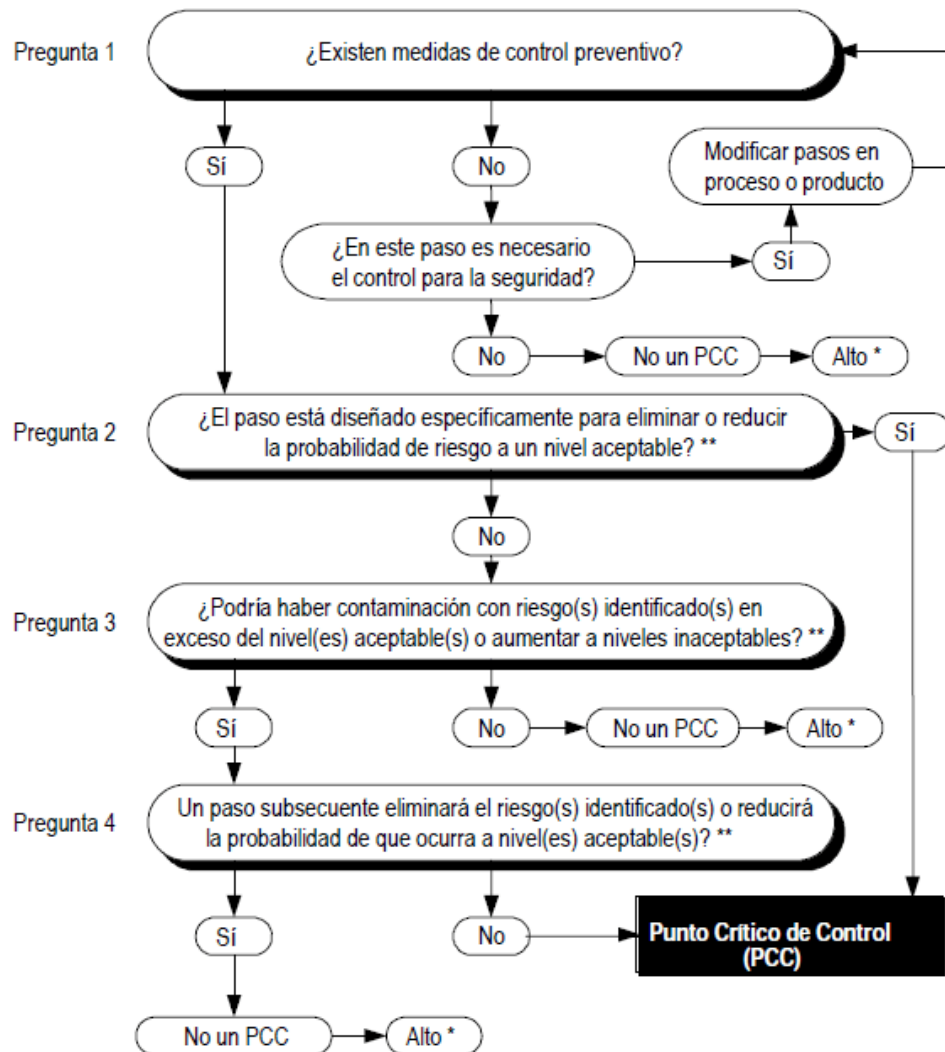 Pregunta 1
¿Existen medidas de control preventivo?
Sí
No
Modificar pasos en
proceso o producto
¿En este paso es necesario
el control para la seguridad?
Sí
No
No un PCC
Alto *
Pregunta 2
¿El paso está diseñado específicamente para eliminar o reducir
la probabilidad de riesgo a un nivel aceptable? **
Sí
No
Pregunta 3
¿Podría haber contaminación con riesgo(s) identificado(s) en
exceso del nivel(es) aceptable(s) o aumentar a niveles inaceptables? **
Sí
No
No un PCC
Alto *
Pregunta 4
Un paso subsecuente eliminará el riesgo(s) identificado(s) o reducirá
la probabilidad de que ocurra a nivel(es) aceptable(s)? **
Sí
No
Punto Crítico de Control
(PCC)
No un PCC
Alto *